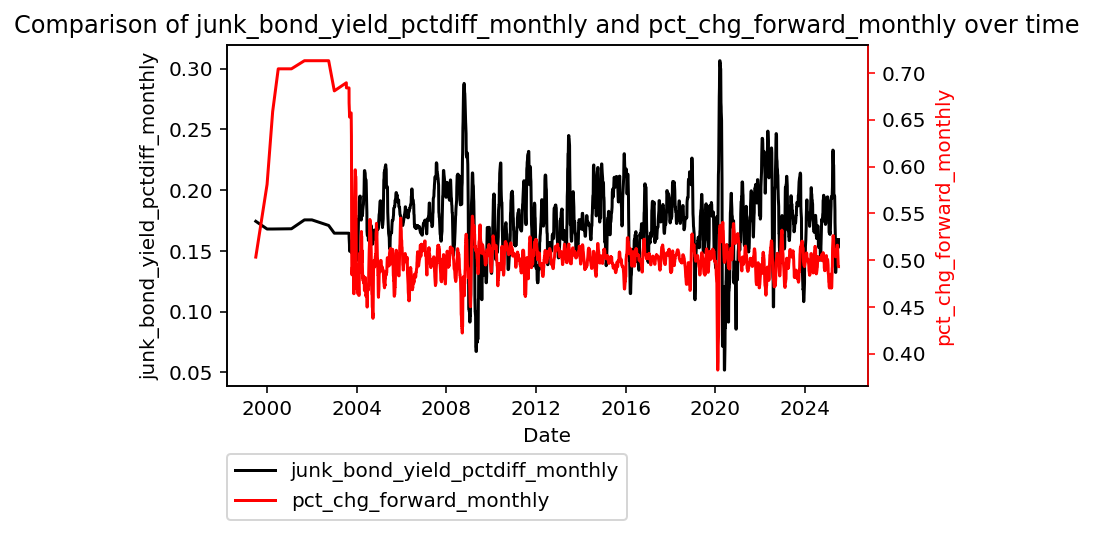 Comparison of junk_bond_yield_pctdiff_monthly and pct_chg_forward_monthly over time
junk_bond_yield_pctdiff_monthly
0.30
0.25
0.20
0.15
0.10
0.05
0.70
0.65
0.60
0.55
0.50
0.45
0.40
pct_chg_forward_monthly
2000 2004 2008 2012 2016 2020 2024
Date
junk_bond_yield_pctdiff_monthly
pct_chg_forward_monthly